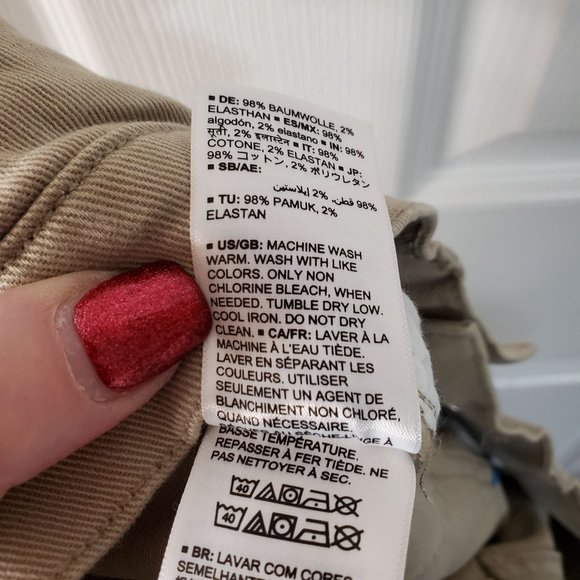 ▪ DE: 98% BAUMWOLLE, 2%
ELASTHAN ▪ ES/MX: 98%
algodón, 2% elastano ▪ IN: 98%
सूती, 2% इलास्टेन ▪ IT: 98%
COTONE, 2% ELASTAN ▪ JP:
98% コットン, 2% ポリウレタン
▪ SB/AE:
98% قطن, 2% إيلاستين
▪ TU: 98% PAMUK, 2%
ELASTAN
▪ US/GB: MACHINE WASH
WARM. WASH WITH LIKE
COLORS. ONLY NON
CHLORINE BLEACH, WHEN
NEEDED. TUMBLE DRY LOW.
COOL IRON. DO NOT DRY
CLEAN. ▪ CA/FR: LAVER À LA
MACHINE À L'EAU TIÈDE.
LAVER EN SÉPARANT LES
COULEURS. UTILISER
SEULEMENT UN AGENT DE
BLANCHIMENT NON CHLORÉ,
QUAND NÉCESSAIRE.
BASSE TEMPÉRATURE.
REPASSER À FER TIÈDE. NE
PAS NETTOYER À SEC.
40
40
▪ BR: LAVAR COM CORES